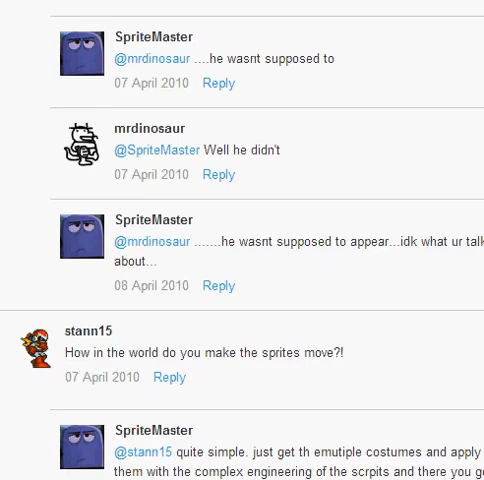 SpriteMaster
@mrdinosaur ....he wasnt supposed to
07 April 2010 Reply
mrdinosaur
@SpriteMaster Well he didn't
07 April 2010 Reply
SpriteMaster
@mrdinosaur .......he wasnt supposed to appear...idk what ur talk
about...
08 April 2010 Reply
stann15
How in the world do you make the sprites move?!
07 April 2010 Reply
SpriteMaster
@stann15 quite simple. just get th emutiple costumes and apply
them with the complex engineering of the scrpits and there you go